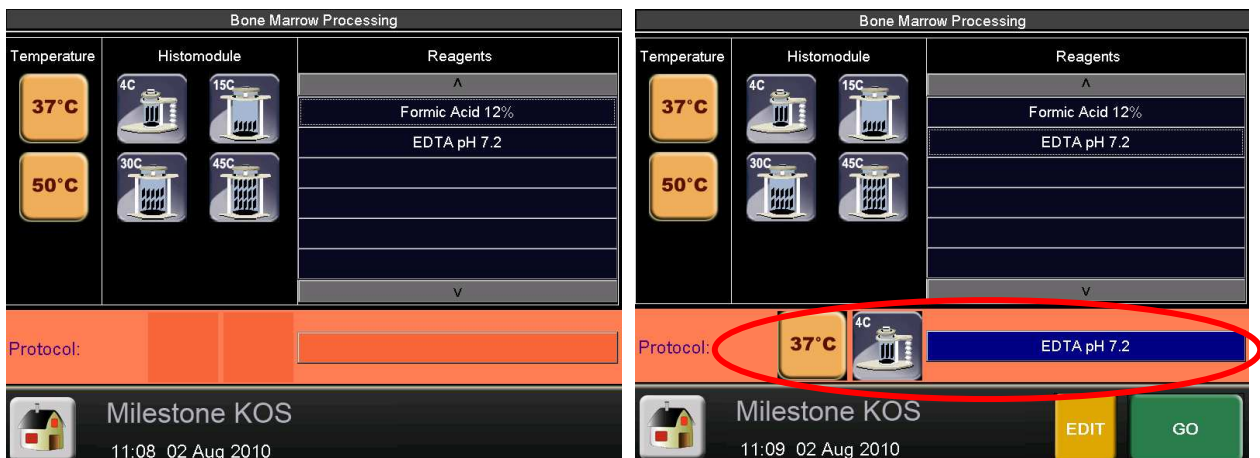 Bone Marrow Processing
Temperature Histomodule Reagents
^
4C 15C
37°C Formic Acid 12%
EDTA pH 7.2
30C 45C
50°C
v
Protocol:
Milestone KOS
11:08 02 Aug 2010
Bone Marrow Processing
Temperature Histomodule Reagents
^
4C 15C
37°C Formic Acid 12%
EDTA pH 7.2
30C 45C
50°C
v
4C
Protocol: 37°C EDTA pH 7.2
Milestone KOS
EDIT GO
11:09 02 Aug 2010